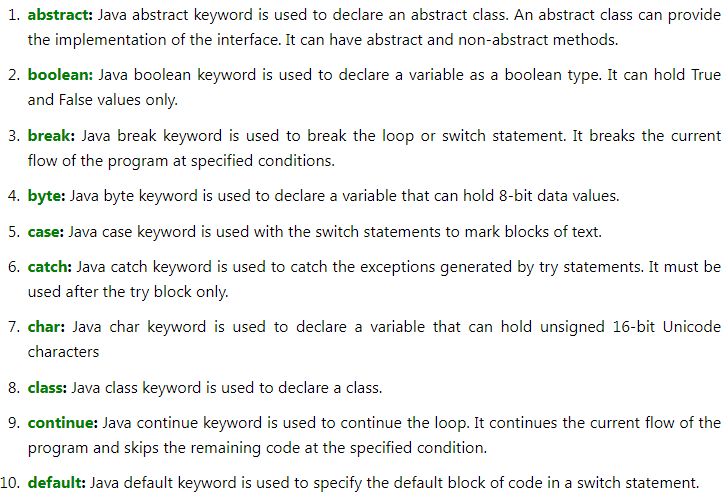 1. abstract: Java abstract keyword is used to declare an abstract class. An abstract class can provide
the implementation of the interface. It can have abstract and non-abstract methods.
2. boolean: Java boolean keyword is used to declare a variable as a boolean type. It can hold True
and False values only.
3. break: Java break keyword is used to break the loop or switch statement. It breaks the current
flow of the program at specified conditions.
4. byte: Java byte keyword is used to declare a variable that can hold 8-bit data values.
5. case: Java case keyword is used with the switch statements to mark blocks of text.
6. catch: Java catch keyword is used to catch the exceptions generated by try statements. It must be
used after the try block only.
7. char: Java char keyword is used to declare a variable that can hold unsigned 16-bit Unicode
characters
8. class: Java class keyword is used to declare a class.
9. continue: Java continue keyword is used to continue the loop. It continues the current flow of the
program and skips the remaining code at the specified condition.
10. default: Java default keyword is used to specify the default block of code in a switch statement.